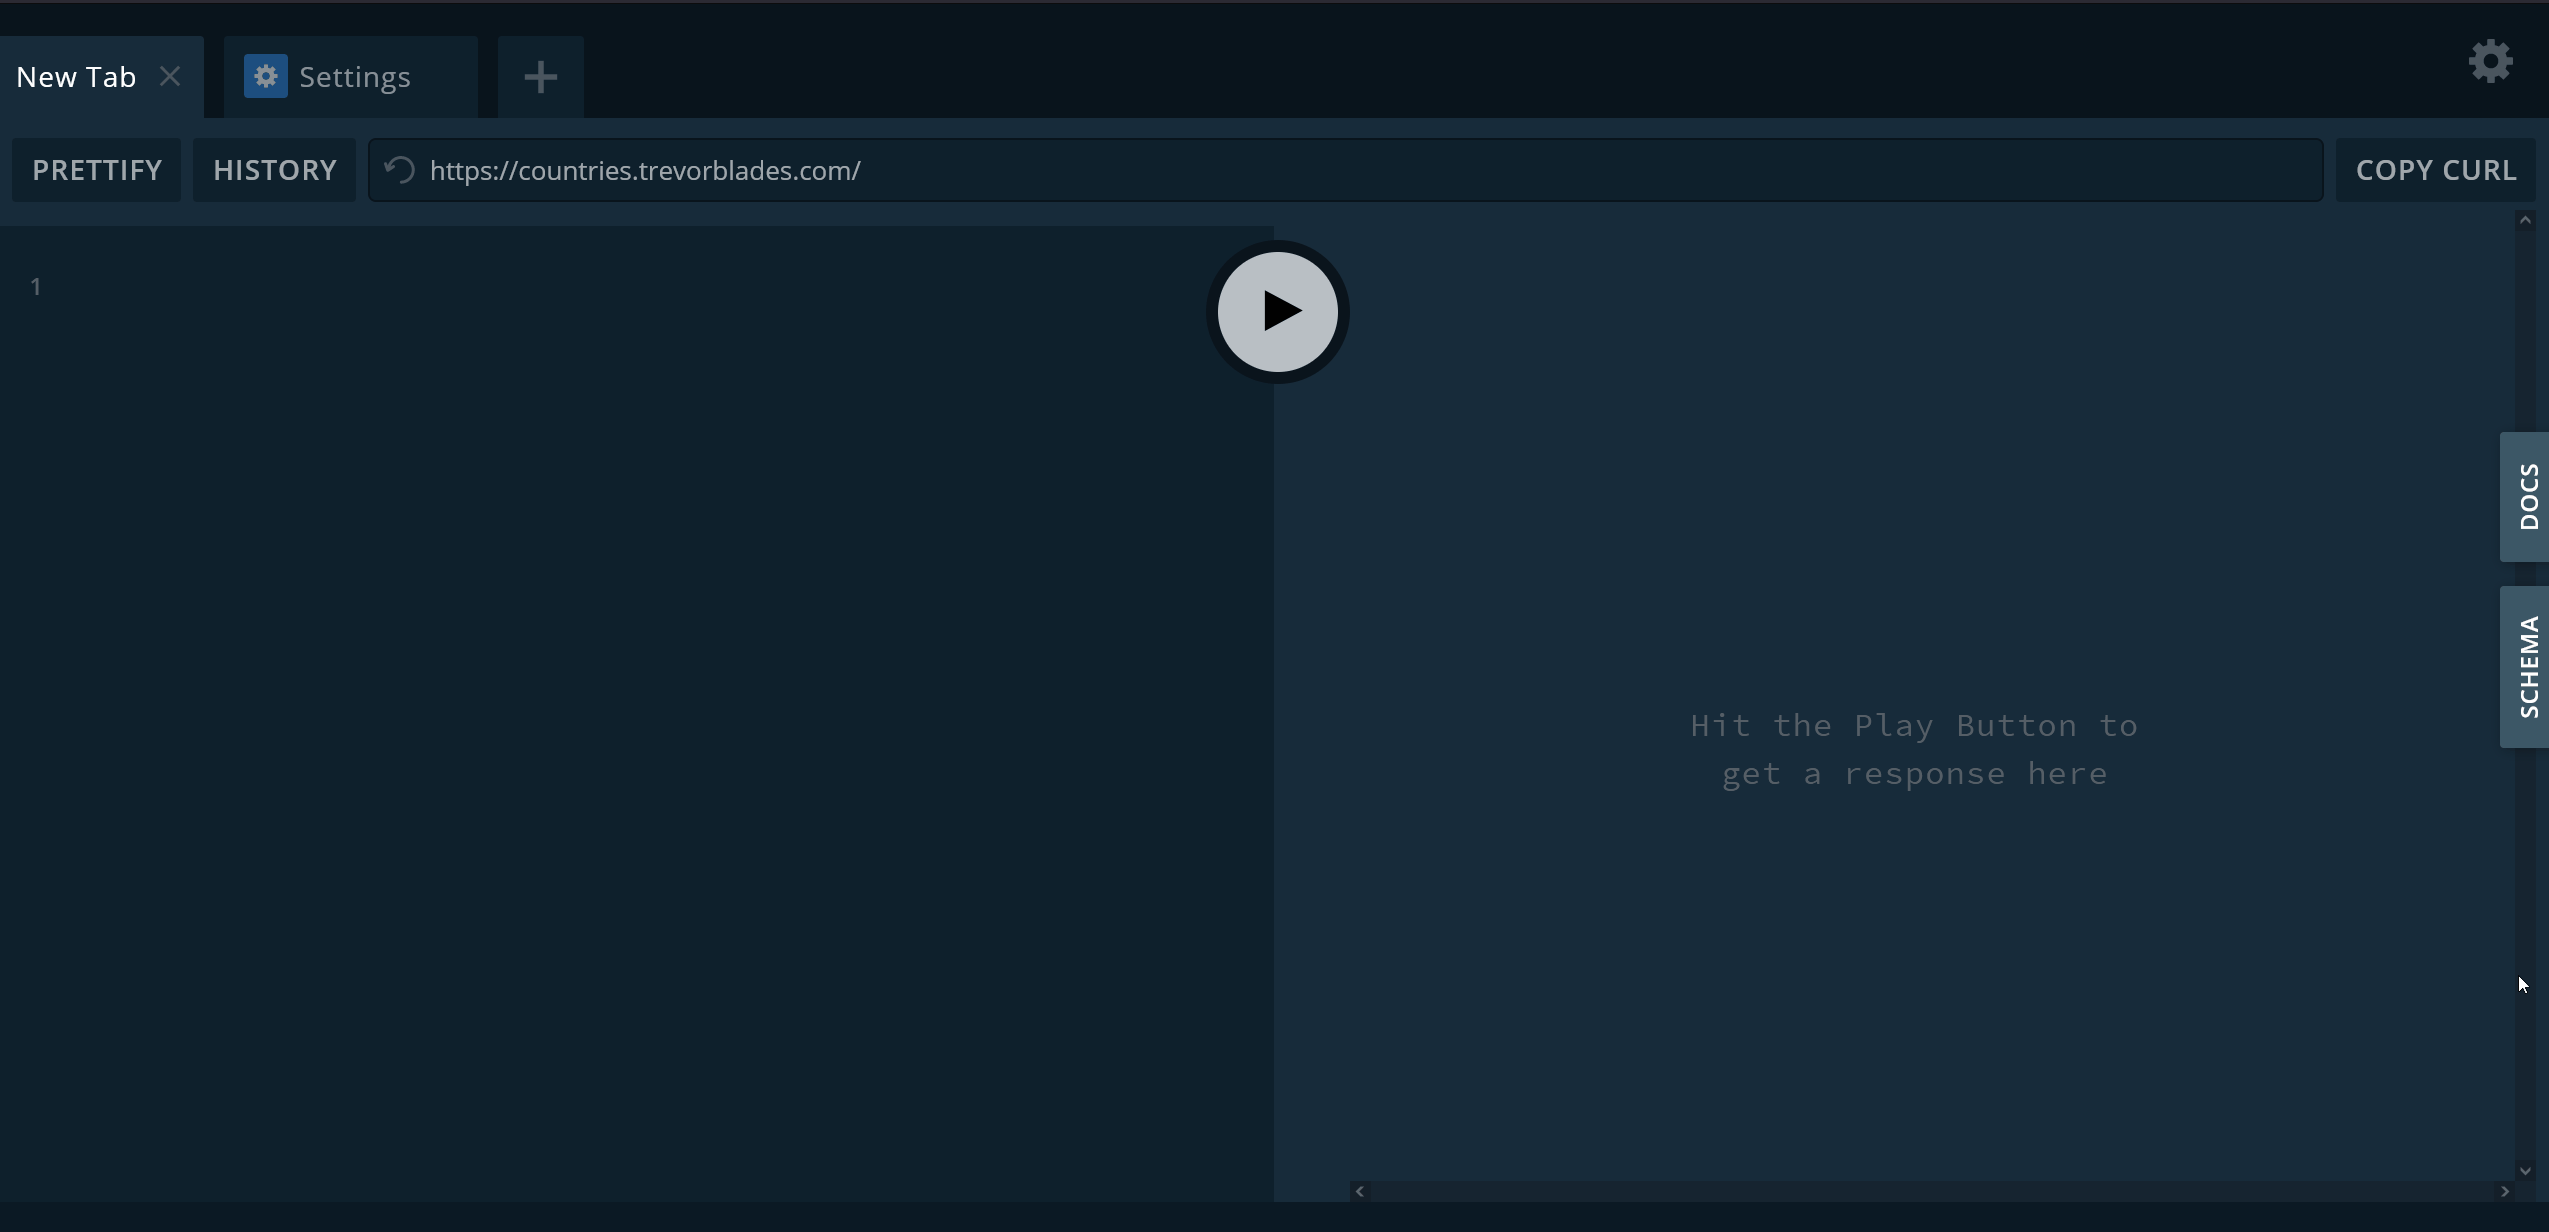 New Tab
Settings
PRETTIFY
HISTORY
https://countries.trevorblades.com/
COPY CURL
1
DOCS
SCHEMA
Hit the Play Button to
get a response here